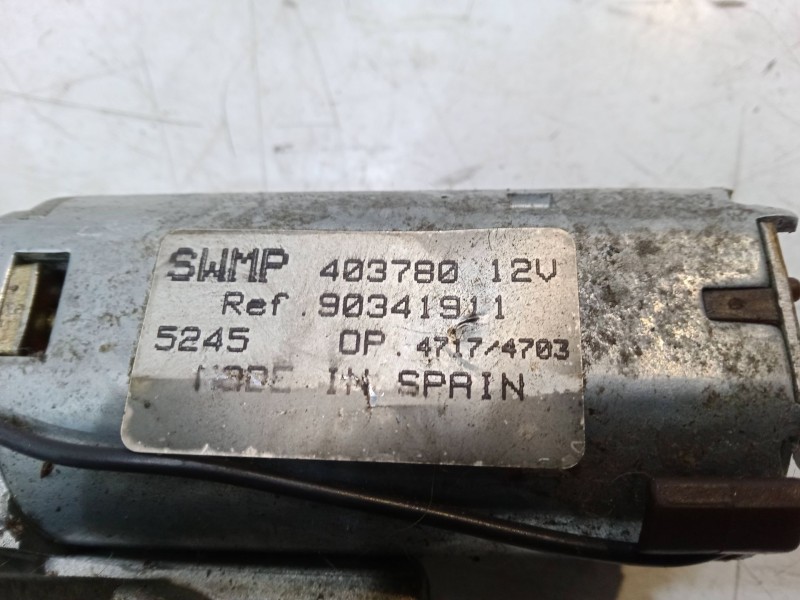 SWMP 403780 12V
Ref. 90341911
5245 OP. 4717/4703
MADE IN SPAIN